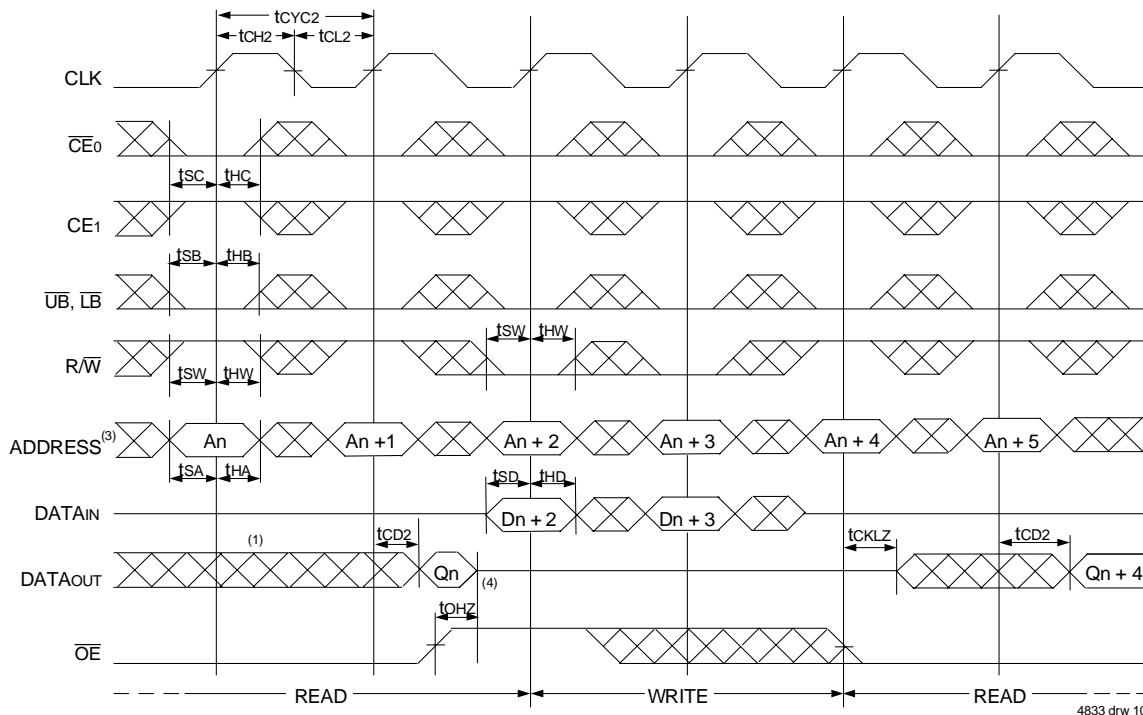 tCYC2
tCH2 tCL2
CLK
CE0
tSC tHC
CE1
tSB tHB
UB, LB
tSW tHW
R/W
tSW tHW
ADDRESS(3) An An +1 An + 2 An + 3 An + 4 An + 5
tSA tHA tSD tHD
DATAIN Dn + 2 Dn + 3
(1) tCD2 tCKLZ tCD2
DATAOUT Qn (4) Qn + 4
tOHZ
OE
READ WRITE READ
4833 drw 10